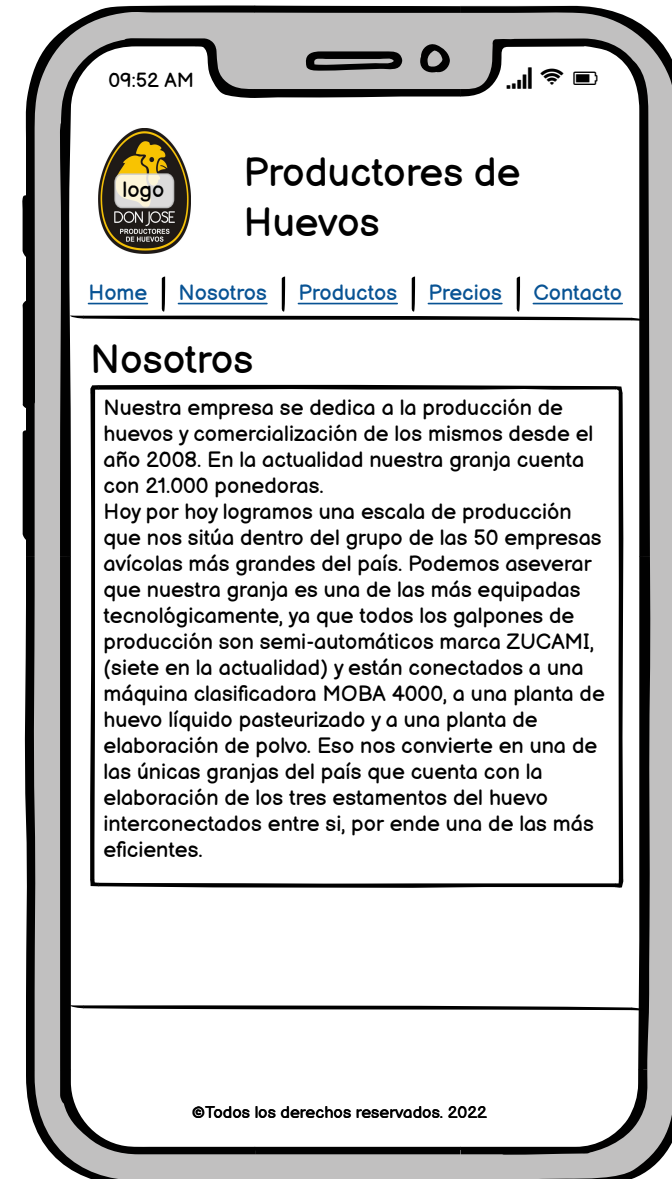 09:52 AM
logo
DON JOSE
PRODUCTORES
DE HUEVOS
Productores de
Huevos
Home | Nosotros | Productos | Precios | Contacto
Nosotros
Nuestra empresa se dedica a la producción de
huevos y comercialización de los mismos desde el
año 2008. En la actualidad nuestra granja cuenta
con 21.000 ponedoras.
Hoy por hoy logramos una escala de producción
que nos sitúa dentro del grupo de las 50 empresas
avícolas más grandes del país. Podemos aseverar
que nuestra granja es una de las más equipadas
tecnológicamente, ya que todos los galpones de
producción son semi-automáticos marca ZUCAMI,
(siete en la actualidad) y están conectados a una
máquina clasificadora MOBA 4000, a una planta de
huevo líquido pasteurizado y a una planta de
elaboración de polvo. Eso nos convierte en una de
las únicas granjas del país que cuenta con la
elaboración de los tres estamentos del huevo
interconectados entre si, por ende una de las más
eficientes.
©Todos los derechos reservados. 2022